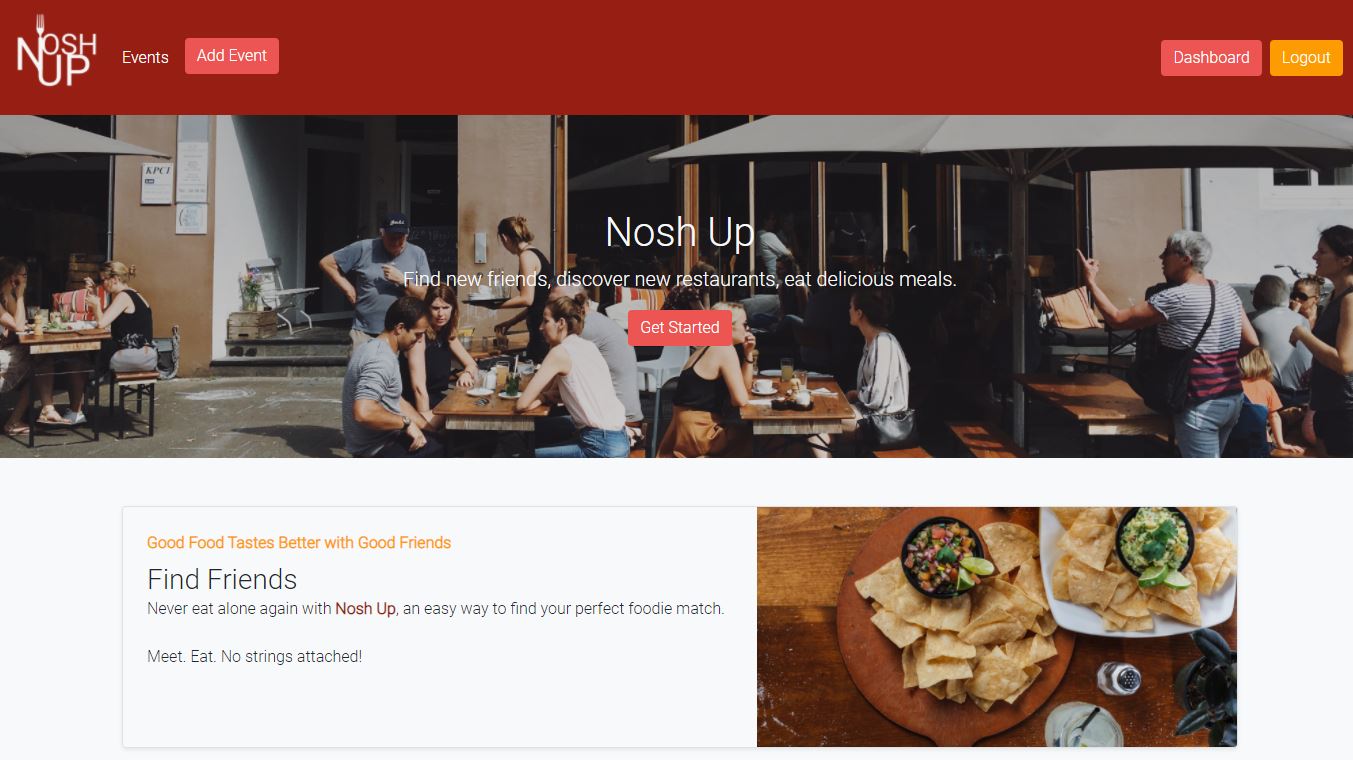 NOSH
UP
Events
Add Event
Dashboard
Logout
KPCI
Nosh Up
Find new friends, discover new restaurants, eat delicious meals.
Get Started
Good Food Tastes Better with Good Friends
Find Friends
Never eat alone again with Nosh Up, an easy way to find your perfect foodie match.
Meet. Eat. No strings attached!